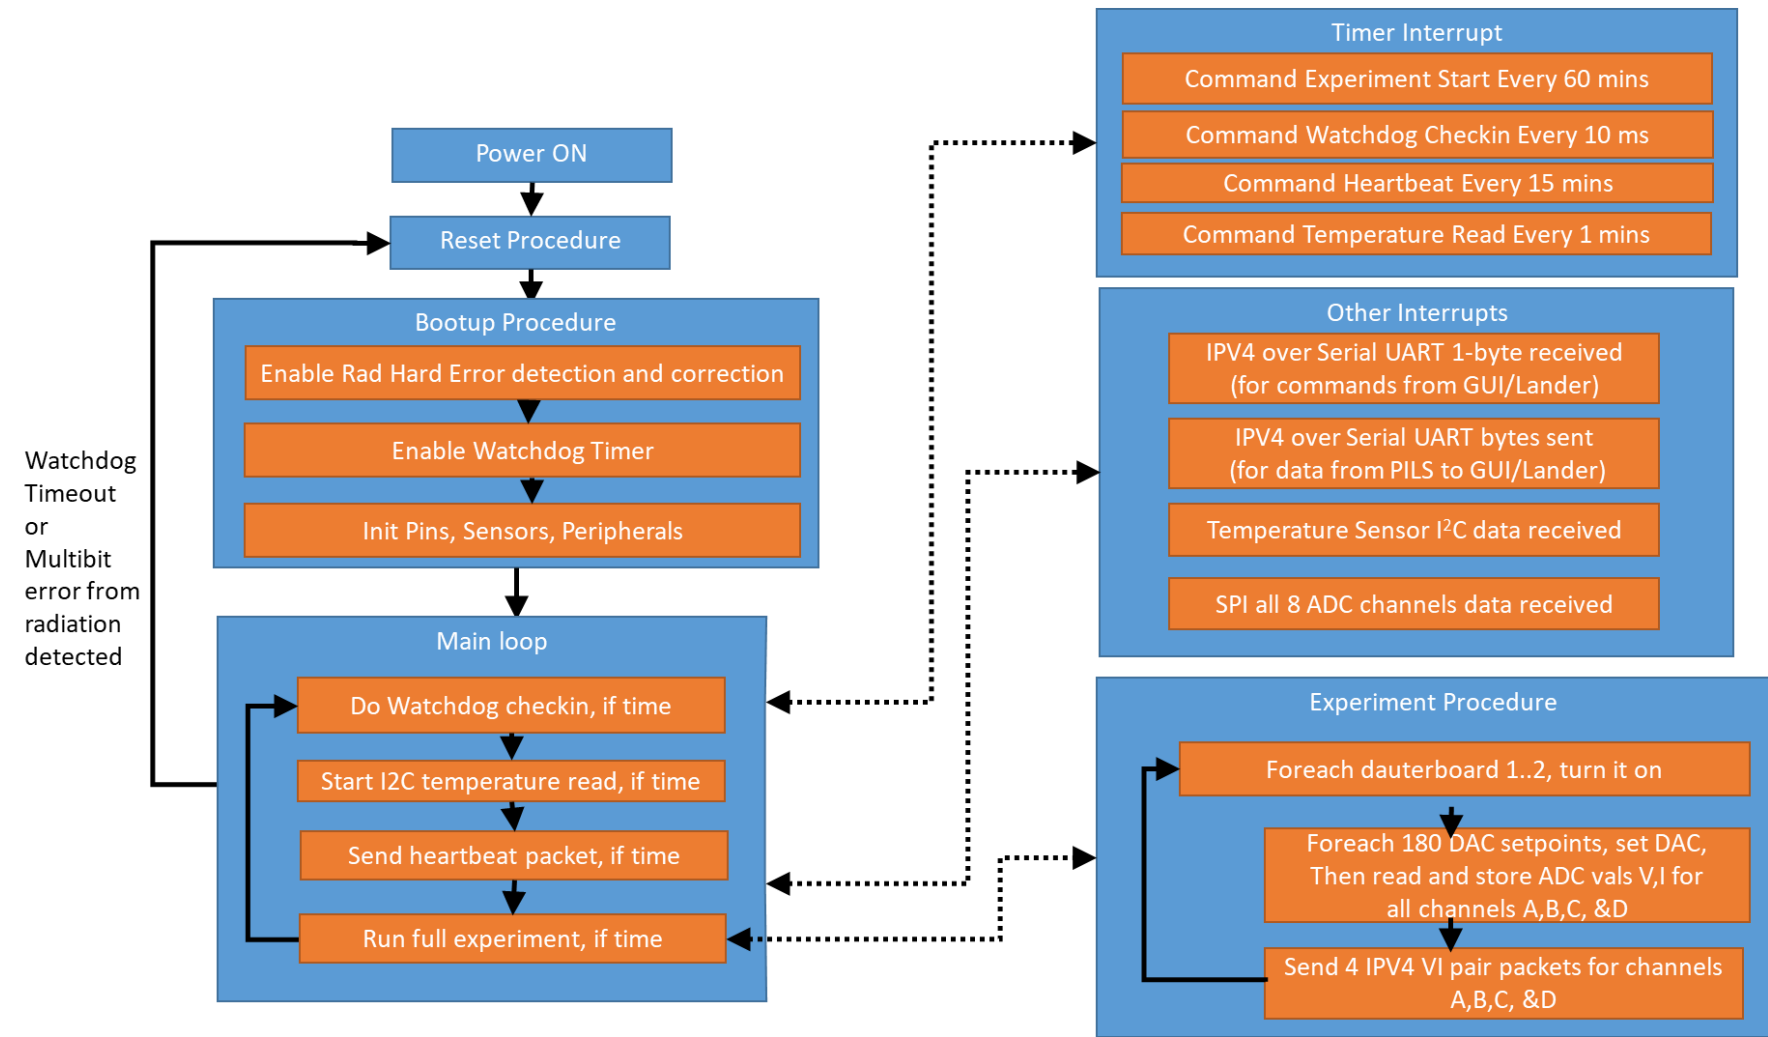 Power ON
Reset Procedure
Bootup Procedure
Enable Rad Hard Error detection and correction
Enable Watchdog Timer
Init Pins, Sensors, Peripherals
Watchdog
Timeout
or
Multibit
error from
radiation
detected
Main loop
Do Watchdog checkin, if time
Start I2C temperature read, if time
Send heartbeat packet, if time
Run full experiment, if time
Timer Interrupt
Command Experiment Start Every 60 mins
Command Watchdog Checkin Every 10 ms
Command Heartbeat Every 15 mins
Command Temperature Read Every 1 mins
Other Interrupts
IPV4 over Serial UART 1-byte received
(for commands from GUI/Lander)
IPV4 over Serial UART bytes sent
(for data from PILS to GUI/Lander)
Temperature Sensor I²C data received
SPI all 8 ADC channels data received
Experiment Procedure
Foreach dauterboard 1..2, turn it on
Foreach 180 DAC setpoints, set DAC,
Then read and store ADC vals V,I for
all channels A,B,C, &D
Send 4 IPV4 VI pair packets for channels
A,B,C, &D